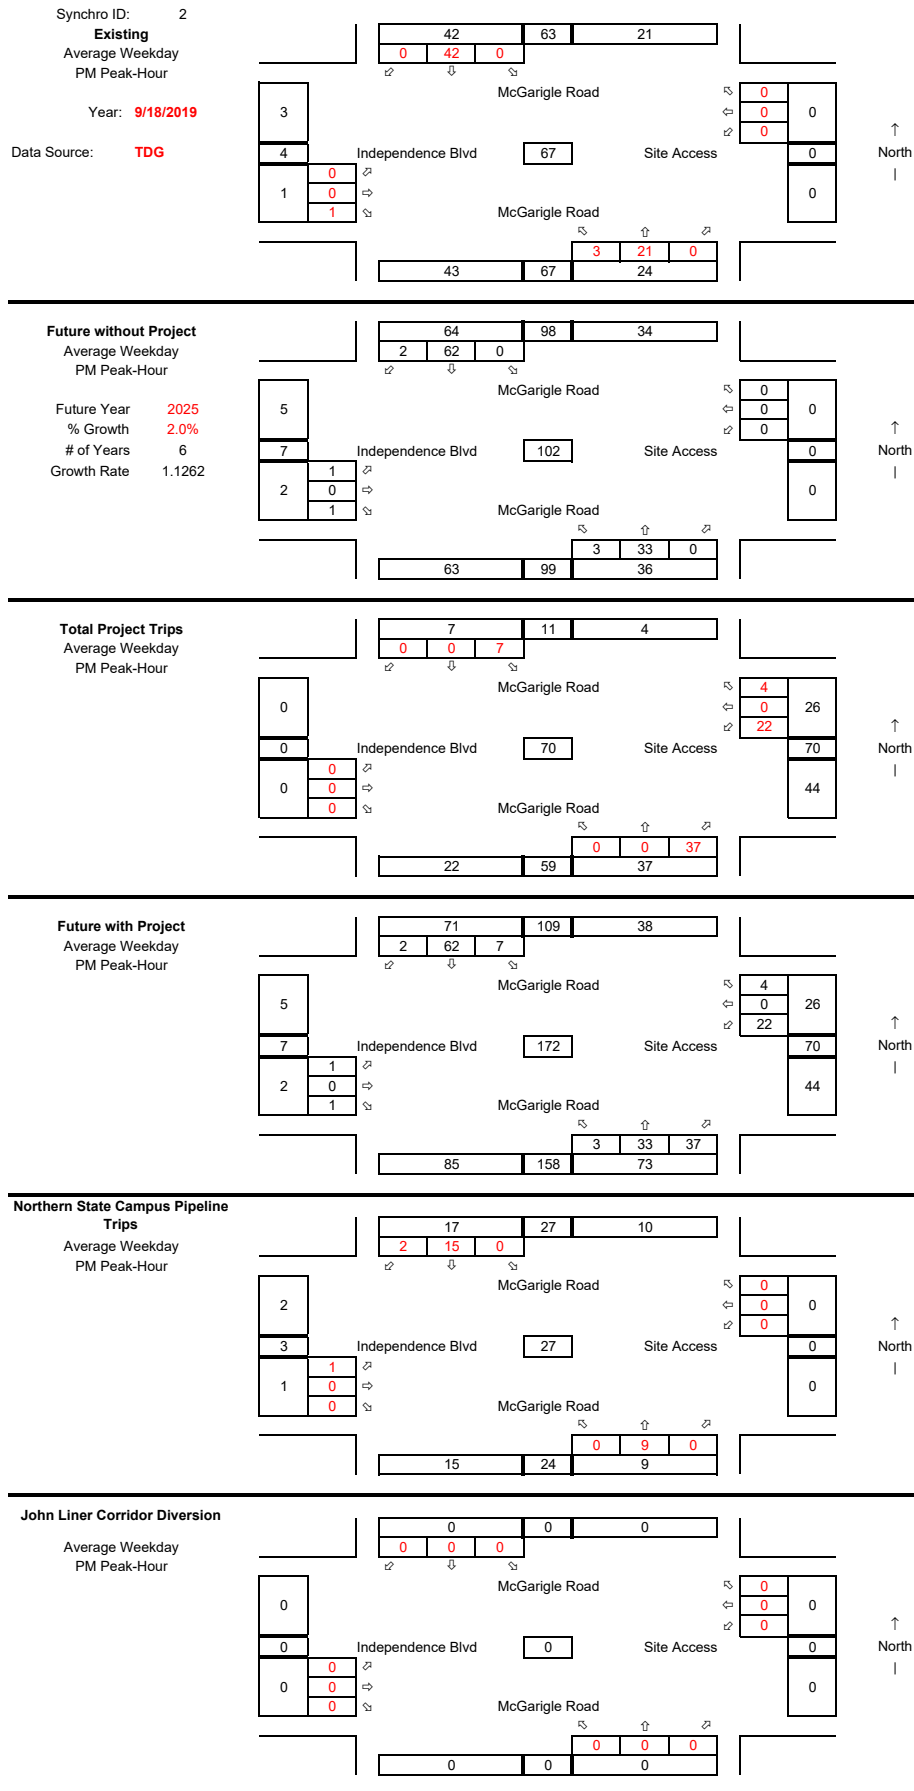 Synchro ID: 2
Existing
Average Weekday
PM Peak-Hour
Year: 9/18/2019
Data Source: TDG
42 63 21
0 42 0
McGarigle Road
3
0
0 0
0
↑
4 Independence Blvd 67 Site Access 0 North
0
1 0 0
1
McGarigle Road
3 21 0
43 67 24
Future without Project
Average Weekday
PM Peak-Hour
Future Year 2025
% Growth 2.0%
# of Years 6
Growth Rate 1.1262
64 98 34
2 62 0
McGarigle Road
5
0
0 0
0
↑
7 Independence Blvd 102 Site Access 0 North
1
2 0 0
1
McGarigle Road
3 33 0
63 99 36
Total Project Trips
Average Weekday
PM Peak-Hour
7 11 4
0 0 7
McGarigle Road
0
4
0 26
22
↑
0 Independence Blvd 70 Site Access 70 North
0
0 0 44
0
McGarigle Road
0 0 37
22 59 37
Future with Project
Average Weekday
PM Peak-Hour
71 109 38
2 62 7
McGarigle Road
5
4
0 26
22
↑
7 Independence Blvd 172 Site Access 70 North
1
2 0 44
1
McGarigle Road
3 33 37
85 158 73
Northern State Campus Pipeline
Trips
Average Weekday
PM Peak-Hour
17 27 10
2 15 0
McGarigle Road
2
0
0 0
0
↑
3 Independence Blvd 27 Site Access 0 North
1
1 0 0
0
McGarigle Road
0 9 0
15 24 9
John Liner Corridor Diversion
Average Weekday
PM Peak-Hour
0 0 0
0 0 0
McGarigle Road
0
0
0 0
0
↑
0 Independence Blvd 0 Site Access 0 North
0
0 0 0
0
McGarigle Road
0 0 0
0 0 0